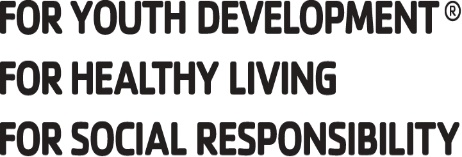 FOR YOUTH DEVELOPMENT®
FOR HEALTHY LIVING
FOR SOCIAL RESPONSIBILITY